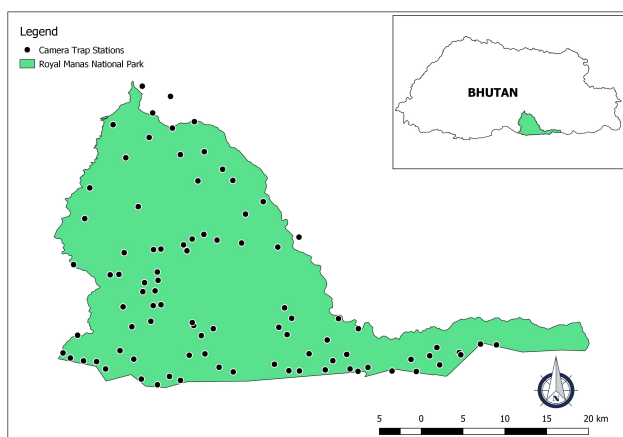 Legend
Camera Trap Stations
Royal Manas National Park
BHUTAN
N
5 0 5 10 15 20 km